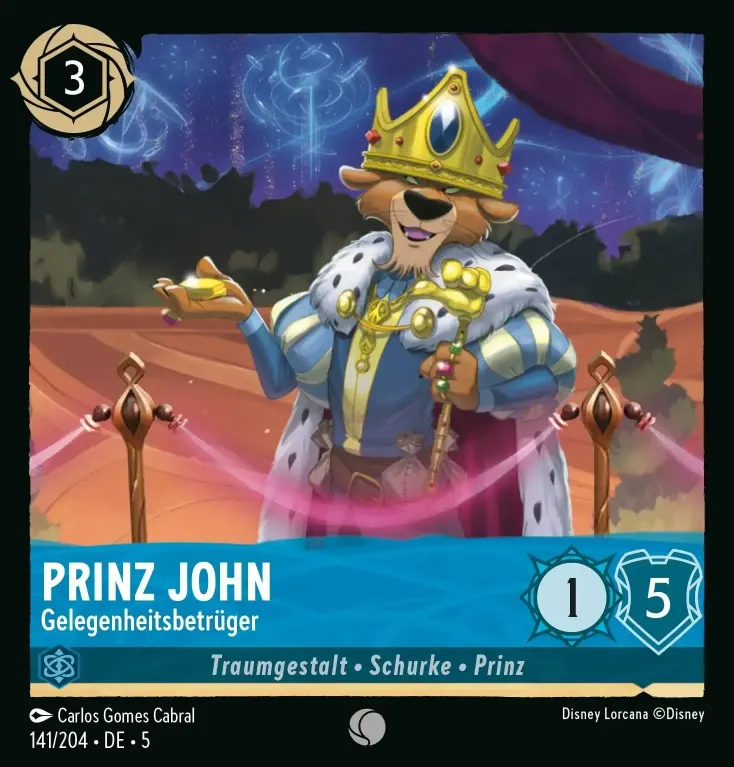 3
PRINZ JOHN
Gelegenheitsbetrüger
1
5
Traumgestalt • Schurke • Prinz
Carlos Gomes Cabral
Disney Lorcana ©Disney
141/204 • DE • 5